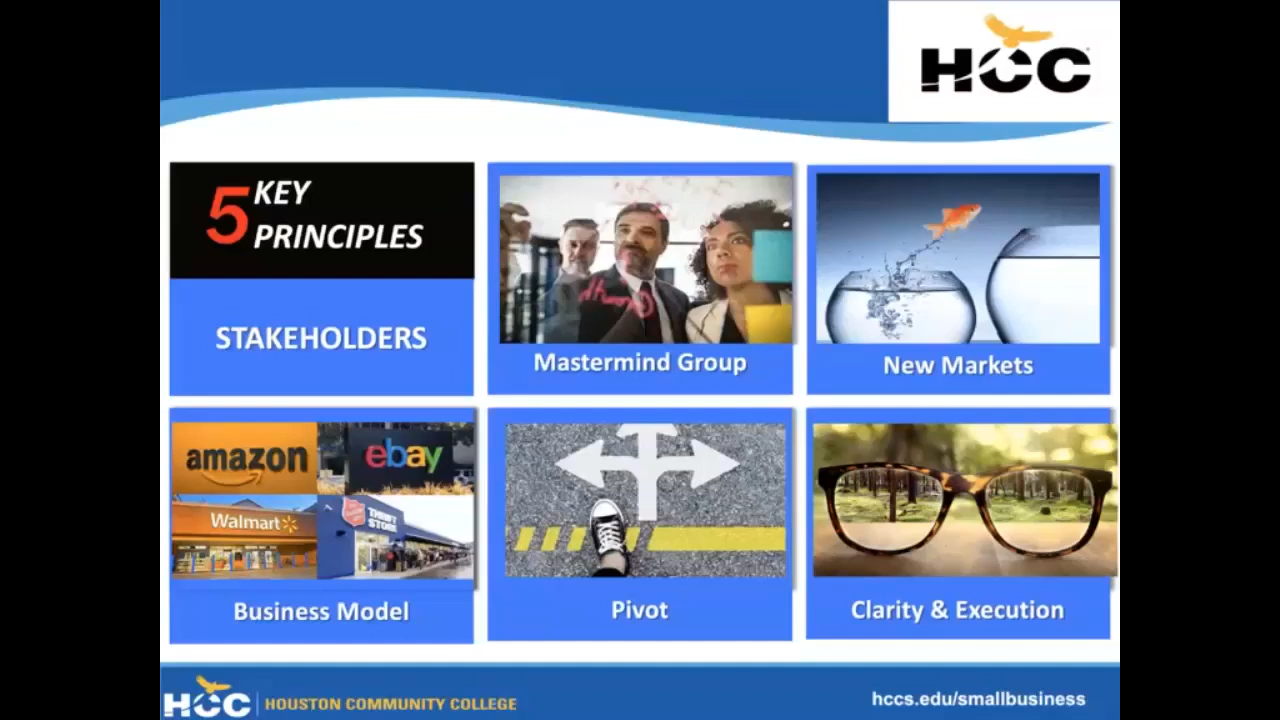 HCC
5 KEY
PRINCIPLES
STAKEHOLDERS
Mastermind Group
New Markets
amazon
ebay
Walmart
THRIFT
STORE
Business Model
Pivot
Clarity & Execution
HCC
HOUSTON COMMUNITY COLLEGE
hccs.edu/smallbusiness